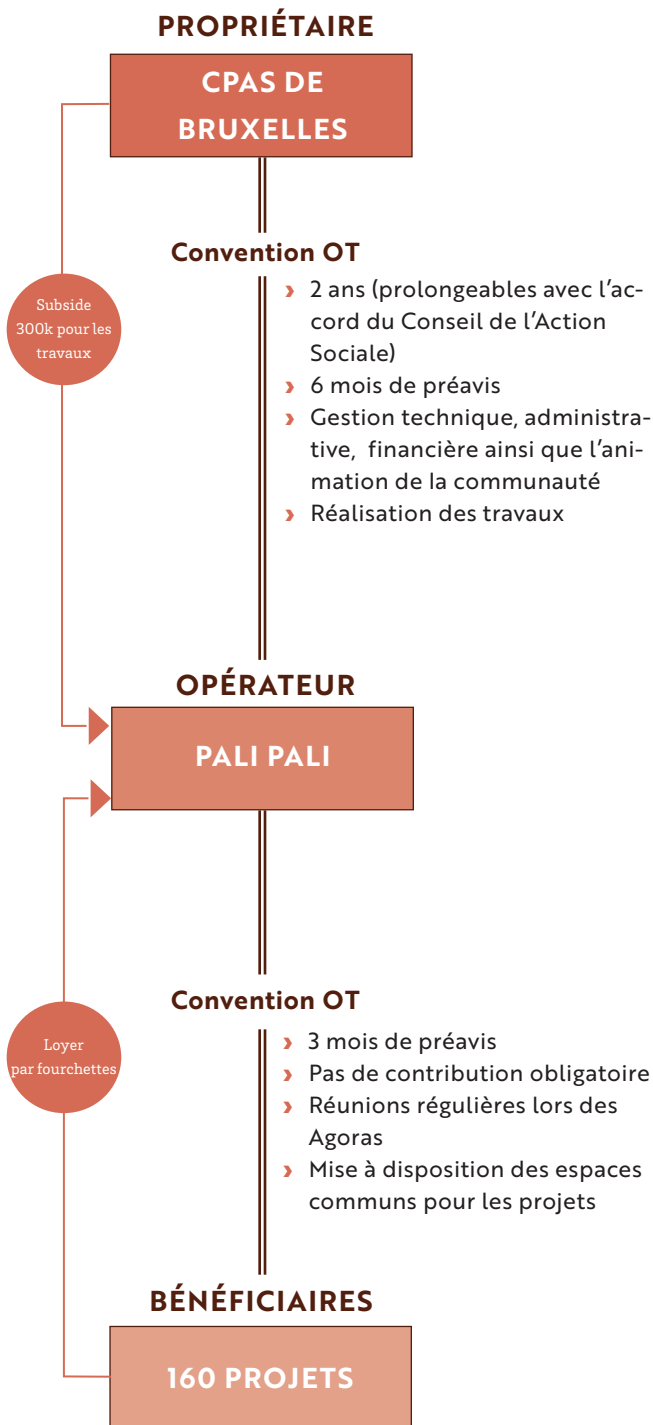 PROPRIÉTAIRE
CPAS DE
BRUXELLES
Convention OT
› 2 ans (prolongeables avec l’ac-
cord du Conseil de l’Action
Sociale)
› 6 mois de préavis
› Gestion technique, administra-
tive, financière ainsi que l’ani-
mation de la communauté
› Réalisation des travaux
Subside
300k pour les
travaux
OPÉRATEUR
PALI PALI
Convention OT
› 3 mois de préavis
› Pas de contribution obligatoire
› Réunions régulières lors des
Agoras
› Mise à disposition des espaces
communs pour les projets
Loyer
par fourchettes
BÉNÉFICIAIRES
160 PROJETS